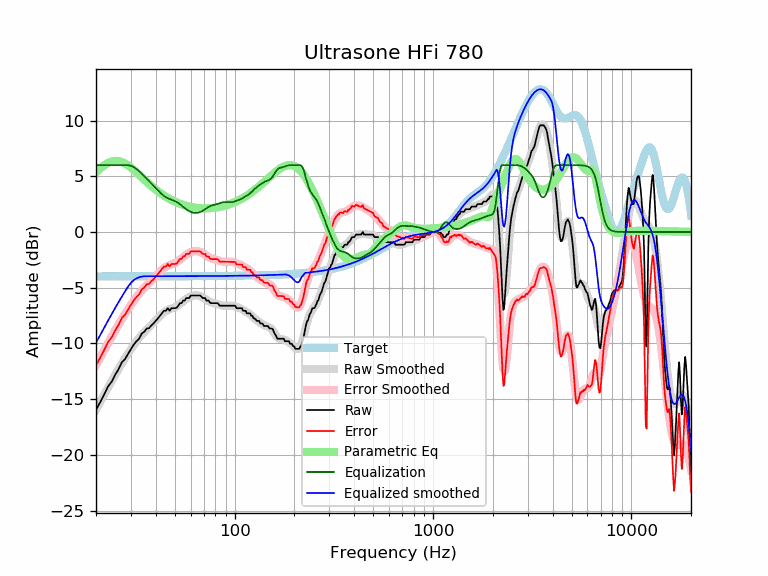 Ultrasone HFi 780
Amplitude (dBr)
10
5
0
−5
−10
−15
−20
−25
Target
Raw Smoothed
Error Smoothed
Raw
Error
Parametric Eq
Equalization
Equalized smoothed
100
1000
10000
Frequency (Hz)